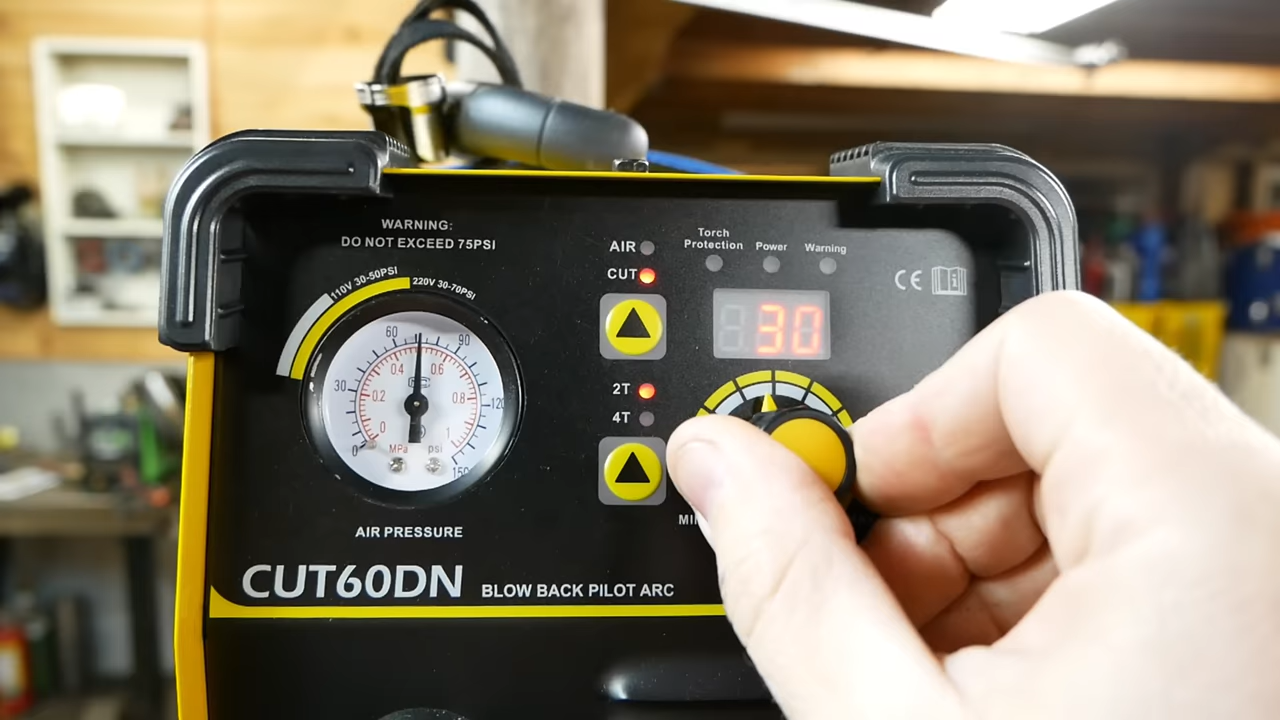 WARNING:
DO NOT EXCEED 75PSI
110V 30-50PSI
220V 30-70PSI
0
30
60
90
120
150
0
0.2
0.4
0.6
0.8
1
MPa
psi
AIR PRESSURE
AIR
CUT
2T
4T
Torch
Protection
Power
Warning
30
CE
CUT60DN
BLOW BACK PILOT ARC